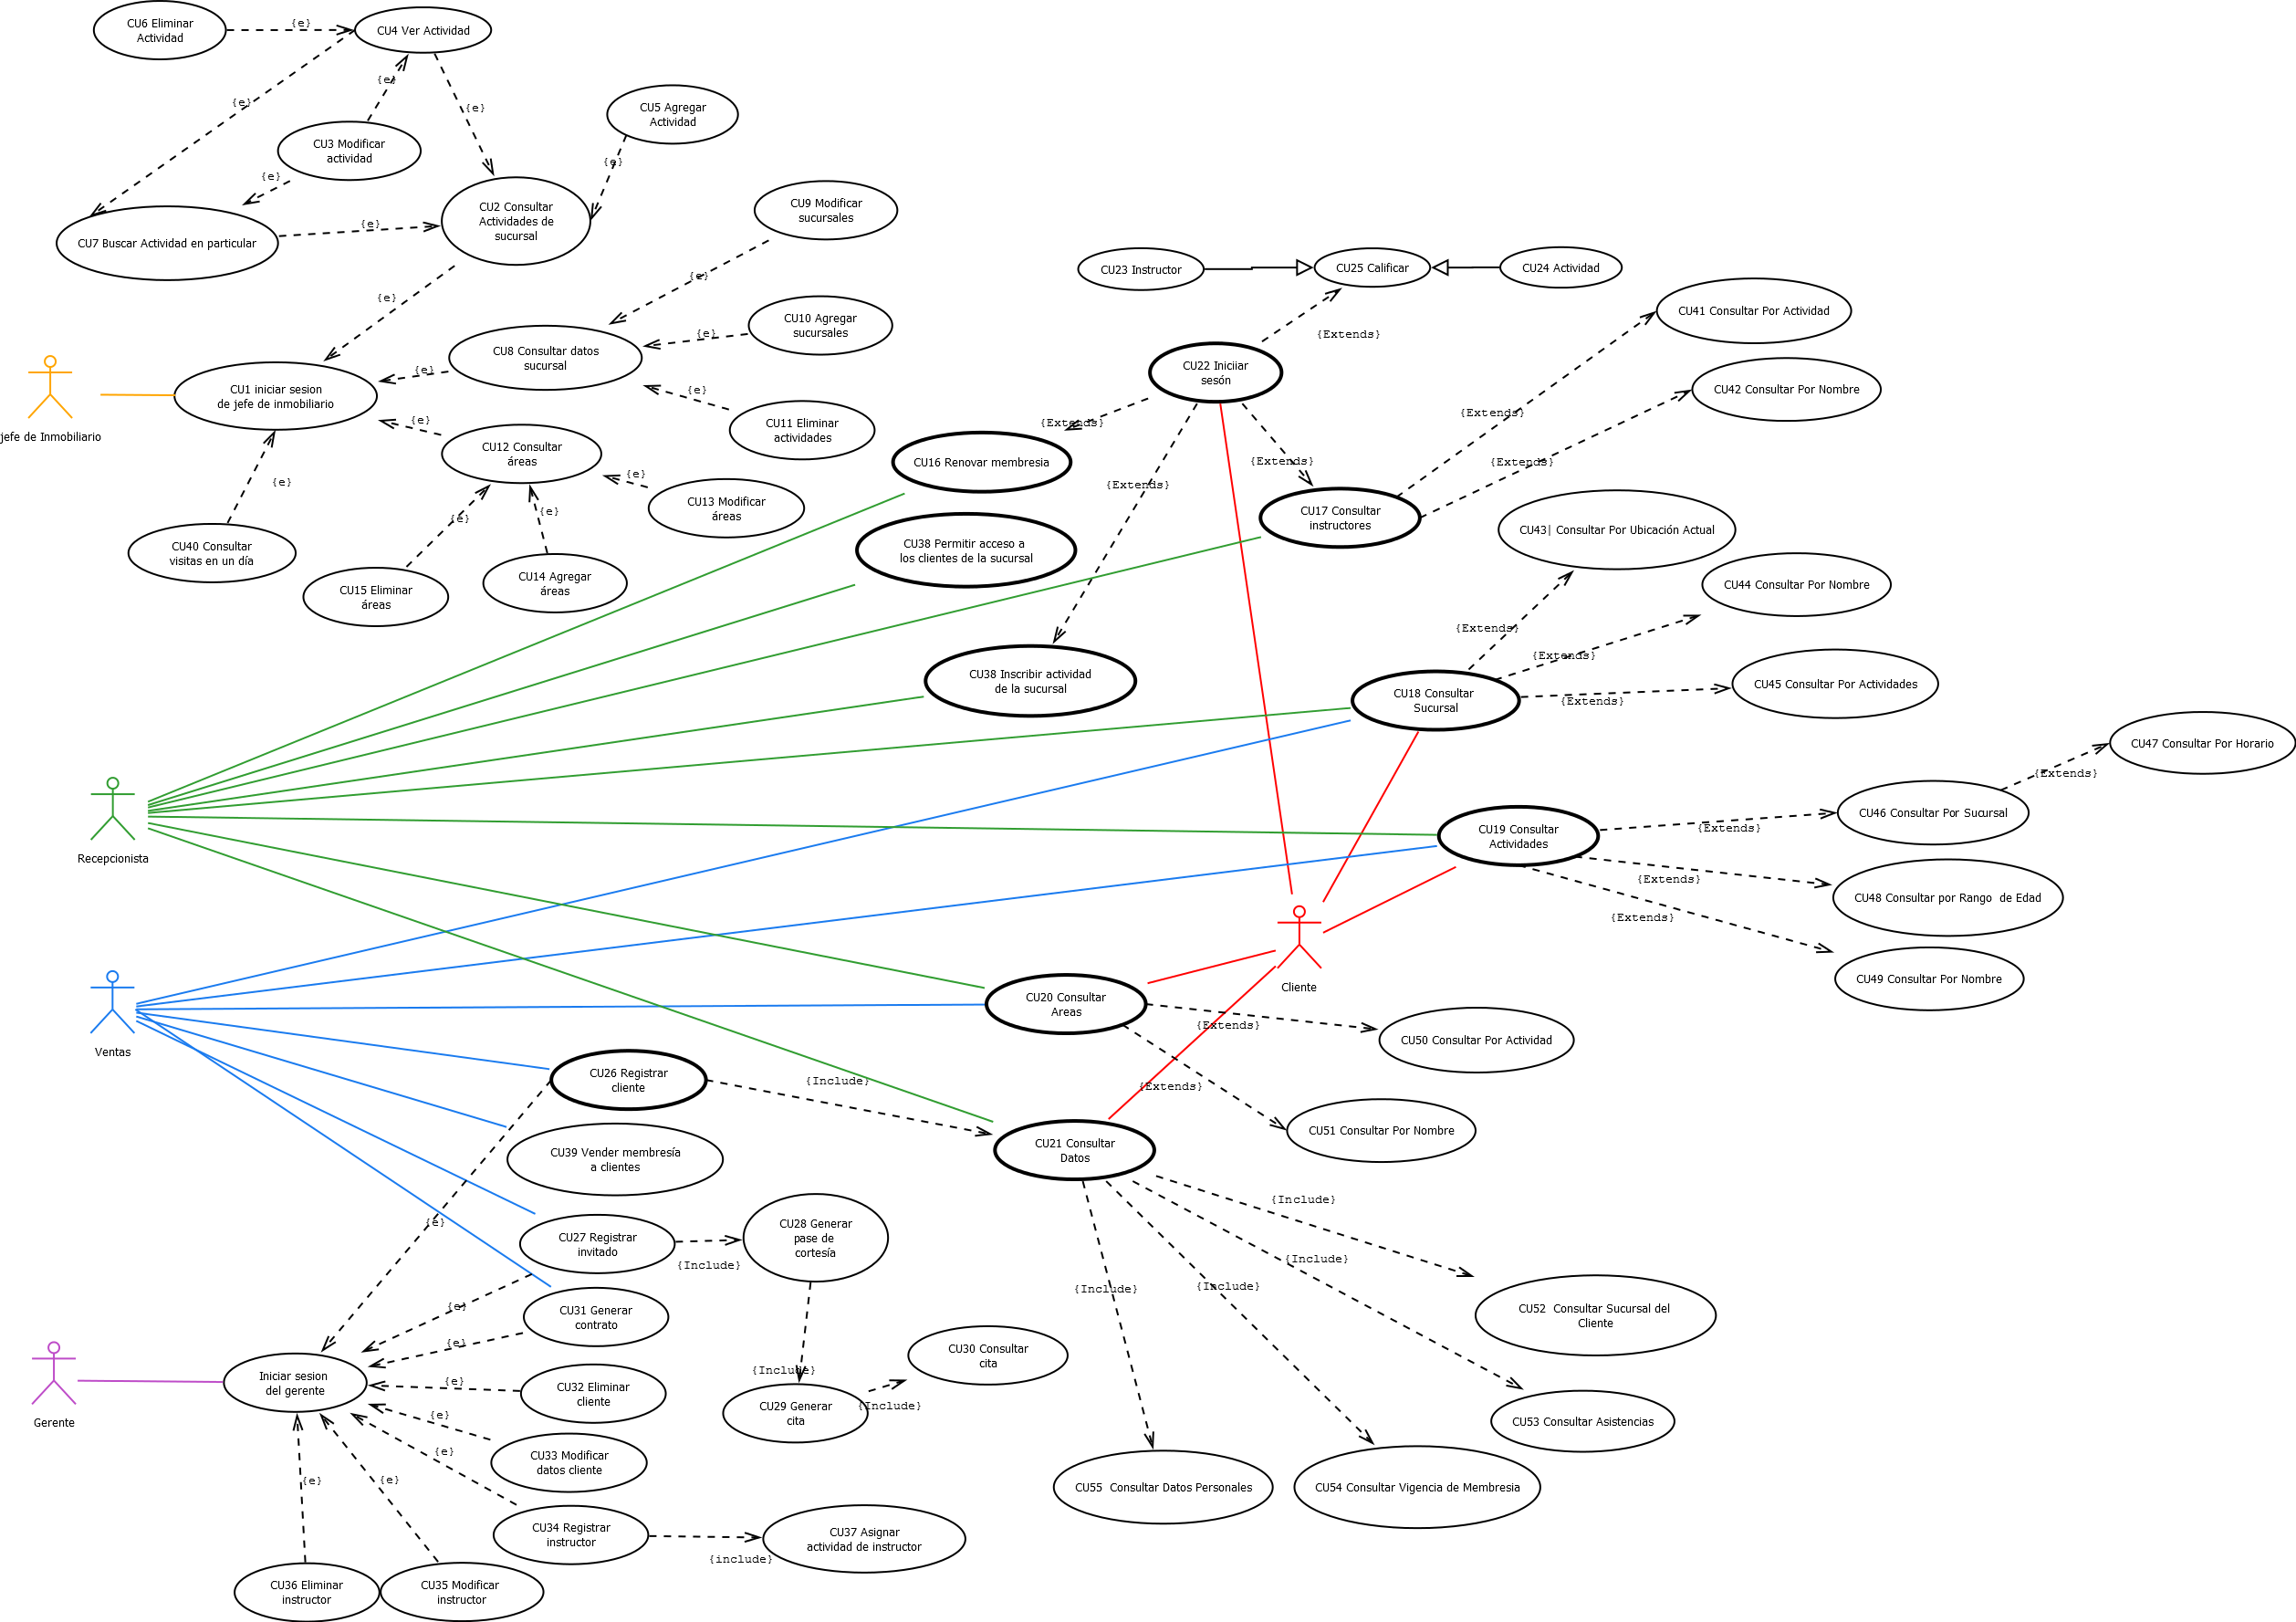 CU6 Eliminar
Actividad
{e}
CU4 Ver Actividad
{e}
{e}
{e}
CU5 Agregar
Actividad
CU3 Modificar
actividad
{e}
{e}
CU2 Consultar
Actividades de
sucursal
{e}
CU7 Buscar Actividad en particular
CU9 Modificar
sucursales
{e}
{e}
CU23 Instructor
CU25 Calificar
CU24 Actividad
{Extends}
CU41 Consultar Por Actividad
CU10 Agregar
sucursales
{e}
CU8 Consultar datos
sucursal
{e}
{e}
CU1 iniciar sesion
de jefe de inmobiliario
jefe de Inmobiliario
CU11 Eliminar
actividades
{e}
CU12 Consultar
áreas
{e}
CU13 Modificar
áreas
{e}
{e}
{e}
CU40 Consultar
visitas en un día
CU15 Eliminar
áreas
CU14 Agregar
áreas
CU22 Iniciiar
sesón
{Extends}
{Extends}
{Extends}
{Extends}
{Extends}
CU42 Consultar Por Nombre
CU16 Renovar membresia
CU17 Consultar
instructores
CU38 Permitir acceso a
los clientes de la sucursal
CU43| Consultar Por Ubicación Actual
CU44 Consultar Por Nombre
{Extends}
{Extends}
CU38 Inscribir actividad
de la sucursal
CU18 Consultar
Sucursal
{Extends}
CU45 Consultar Por Actividades
CU47 Consultar Por Horario
{Extends}
CU46 Consultar Por Sucursal
{Extends}
CU19 Consultar
Actividades
Recepcionista
{Extends}
CU48 Consultar por Rango  de Edad
{Extends}
CU49 Consultar Por Nombre
Cliente
CU20 Consultar
Areas
{Extends}
CU50 Consultar Por Actividad
Ventas
CU26 Registrar
cliente
{Include}
{Extends}
CU51 Consultar Por Nombre
CU21 Consultar
Datos
CU39 Vender membresía
a clientes
{e}
{Include}
{Include}
{Include}
{Include}
CU27 Registrar
invitado
{Include}
CU28 Generar
pase de
cortesía
{e}
CU31 Generar
contrato
{e}
CU52  Consultar Sucursal del
Cliente
CU30 Consultar
cita
{Include}
{Include}
CU29 Generar
cita
Iniciar sesion
del gerente
Gerente
{e}
CU32 Eliminar
cliente
{e}
CU33 Modificar
datos cliente
CU53 Consultar Asistencias
{e}
{e}
{e}
CU55  Consultar Datos Personales
CU54 Consultar Vigencia de Membresia
CU34 Registrar
instructor
{include}
CU37 Asignar
actividad de instructor
CU36 Eliminar
instructor
CU35 Modificar
instructor